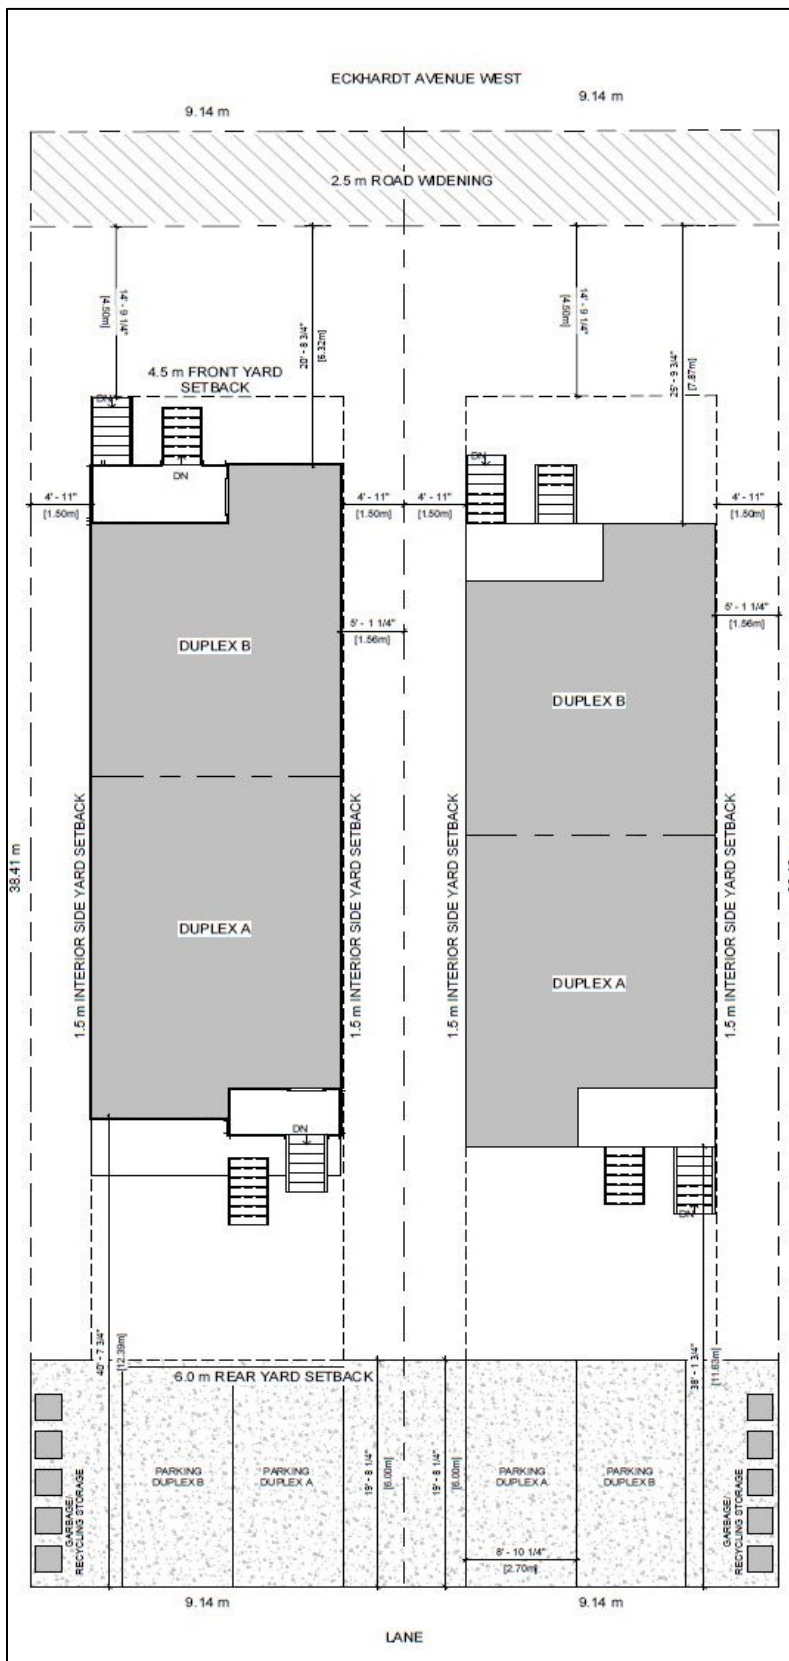 ECKHARDT AVENUE WEST
9.14 m
9.14 m
2.5 m ROAD WIDENING
14' - 9 1/4"
[4.50m]
20' - 8 3/4"
[6.32m]
14' - 9 1/4"
[4.50m]
25' - 9 3/4"
[7.87m]
4.5 m FRONT YARD
SETBACK
DN
DN
DN
4' - 11"
[1.50m]
4' - 11"
[1.50m]
4' - 11"
[1.50m]
4' - 11"
[1.50m]
5' - 1 1/4"
[1.56m]
5' - 1 1/4"
[1.56m]
DUPLEX B
DUPLEX B
38.41 m
1.5 m INTERIOR SIDE YARD SETBACK
1.5 m INTERIOR SIDE YARD SETBACK
1.5 m INTERIOR SIDE YARD SETBACK
1.5 m INTERIOR SIDE YARD SETBACK
DUPLEX A
DUPLEX A
DN
DN
40' - 7 3/4"
[12.39m]
38' - 1 3/4"
[11.63m]
6.0 m REAR YARD SETBACK
GARBAGE/
RECYCLING STORAGE
PARKING
DUPLEX B
PARKING
DUPLEX A
19' - 8 1/4"
[6.00m]
19' - 8 1/4"
[6.00m]
PARKING
DUPLEX A
PARKING
DUPLEX B
GARBAGE/
RECYCLING STORAGE
8' - 10 1/4"
[2.70m]
9.14 m
9.14 m
LANE